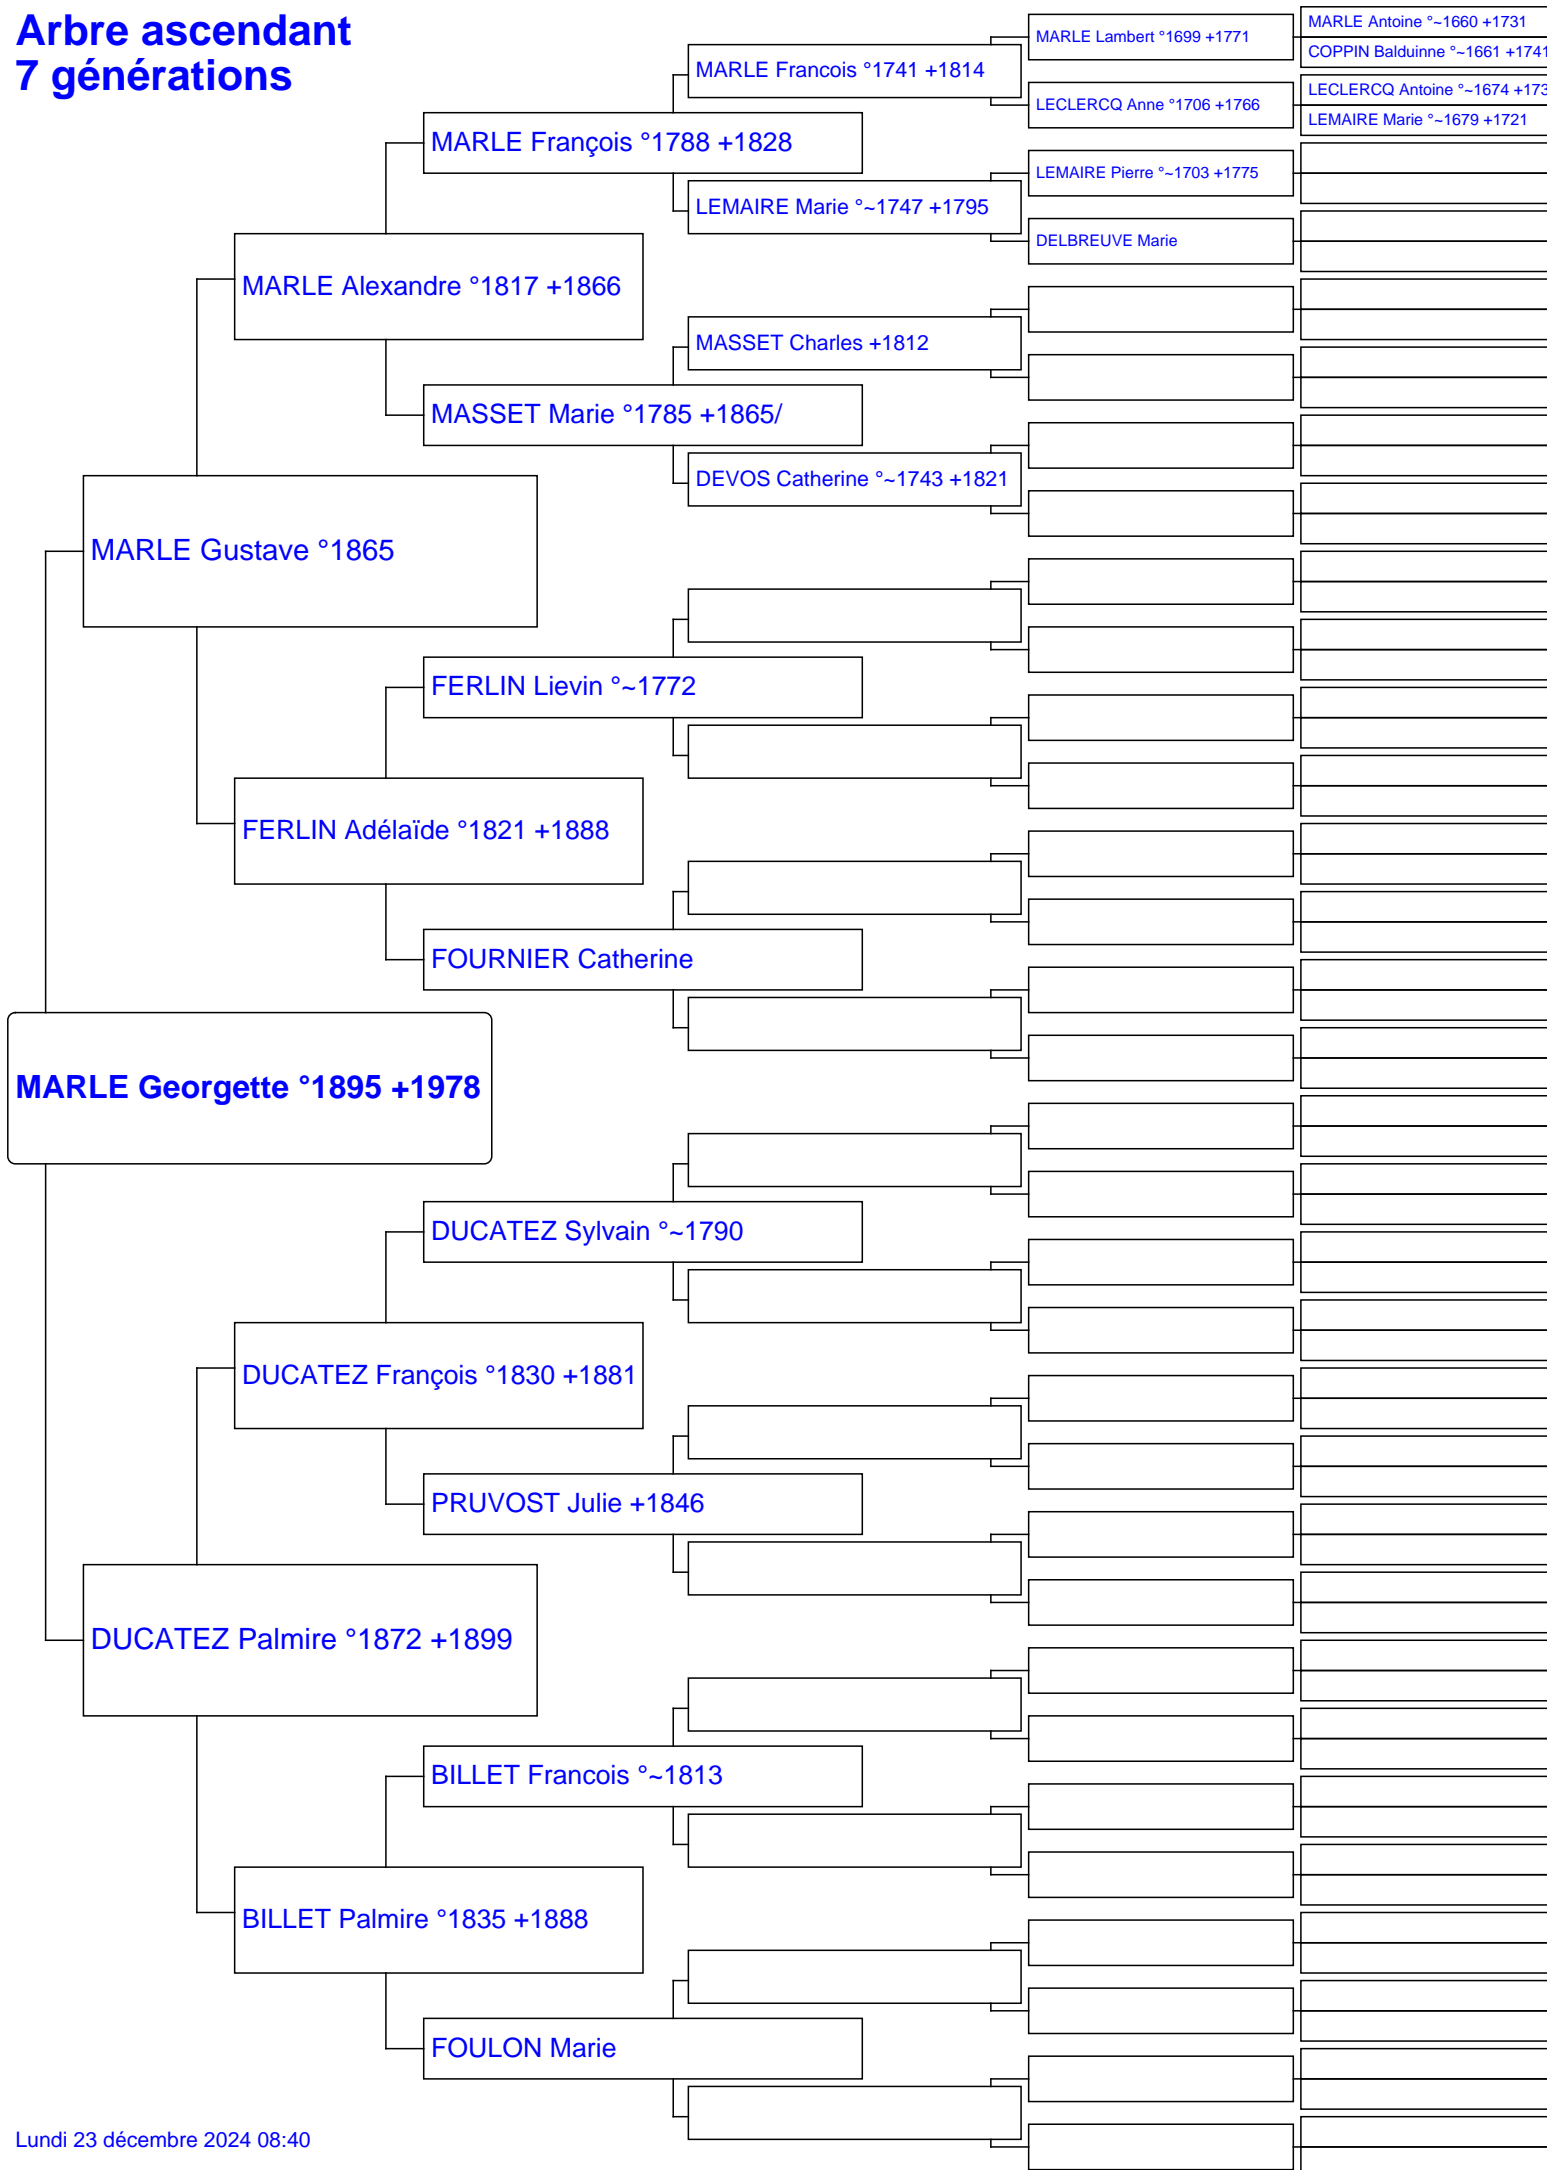 Arbre ascendant
7 générations
MARLE Antoine °~1660 +1731
MARLE Lambert °1699 +1771
COPPIN Balduinne °~1661 +1741
MARLE Francois °1741 +1814
LECLERCQ Antoine °~1674 +173
LECLERCQ Anne °1706 +1766
LEMAIRE Marie °~1679 +1721
MARLE François °1788 +1828
LEMAIRE Pierre °~1703 +1775
LEMAIRE Marie °~1747 +1795
DELBREUVE Marie
MARLE Alexandre °1817 +1866
MASSET Charles +1812
MASSET Marie °1785 +1865/
DEVOS Catherine °~1743 +1821
MARLE Gustave °1865
FERLIN Lievin °~1772
FERLIN Adélaïde °1821 +1888
FOURNIER Catherine
MARLE Georgette °1895 +1978
DUCATEZ Sylvain °~1790
DUCATEZ François °1830 +1881
PRUVOST Julie +1846
DUCATEZ Palmire °1872 +1899
BILLET Francois °~1813
BILLET Palmire °1835 +1888
FOULON Marie
Lundi 23 décembre 2024 08:40